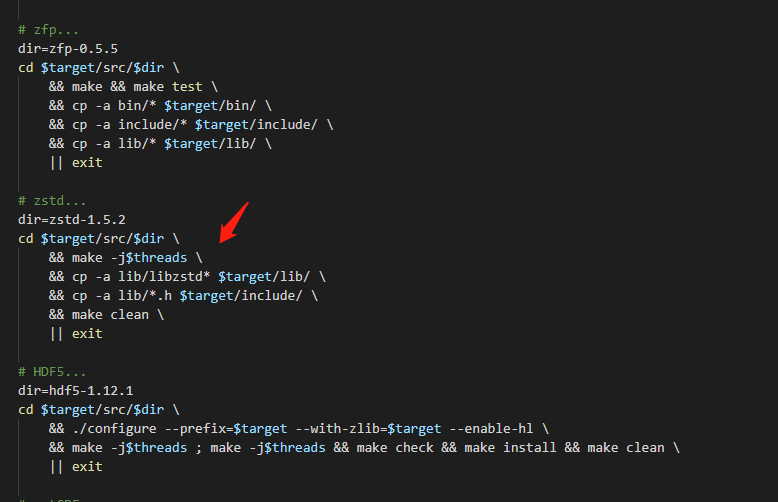 # zfp...
dir=zfp-0.5.5
cd $target/src/$dir \
    && make && make test \
    && cp -a bin/* $target/bin/ \
    && cp -a include/* $target/include/ \
    && cp -a lib/* $target/lib/ \
    || exit
# zstd...
dir=zstd-1.5.2
cd $target/src/$dir \
    && make -j$threads \
    && cp -a lib/libzstd* $target/lib/ \
    && cp -a lib/*.h $target/include/ \
    && make clean \
    || exit
# HDF5...
dir=hdf5-1.12.1
cd $target/src/$dir \
    && ./configure --prefix=$target --with-zlib=$target --enable-hl \
    && make -j$threads ; make -j$threads && make check && make install && make clean \
    || exit